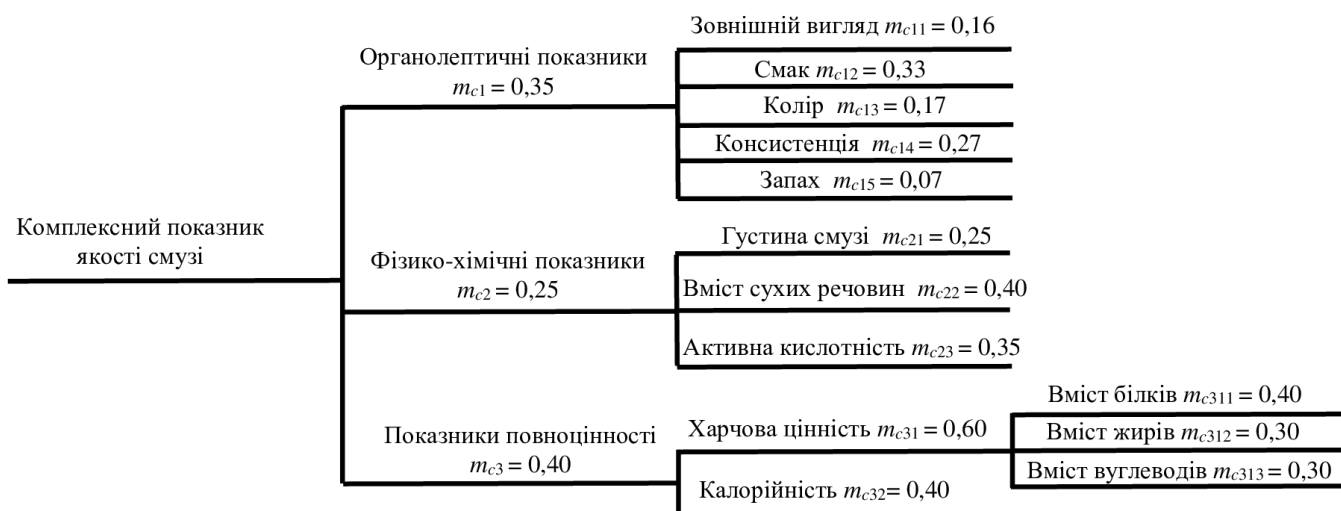 Комплексний показник
якості смузі
Органолептичні показники
mc1 = 0,35
Зовнішній вигляд mc11 = 0,16
Смак mc12 = 0,33
Колір mc13 = 0,17
Консистенція mc14 = 0,27
Запах mc15 = 0,07
Фізико-хімічні показники
mc2 = 0,25
Густина смузі mc21 = 0,25
Вміст сухих речовин mc22 = 0,40
Активна кислотність mc23 = 0,35
Показники повноцінності
mc3 = 0,40
Харчова цінність mc31 = 0,60
Вміст білків mc311 = 0,40
Вміст жирів mc312 = 0,30
Вміст вуглеводів mc313 = 0,30
Калорійність mc32= 0,40